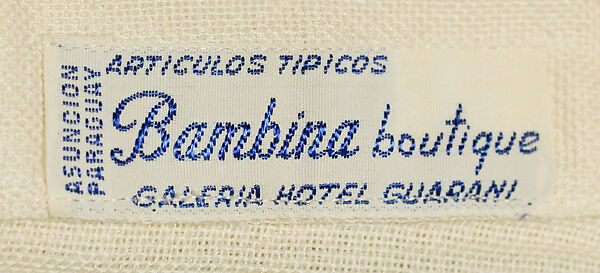 ASUNCION
PARAGUAY
ARTICULOS TIPICOS
Bambina boutique
GALERIA HOTEL GUARANI